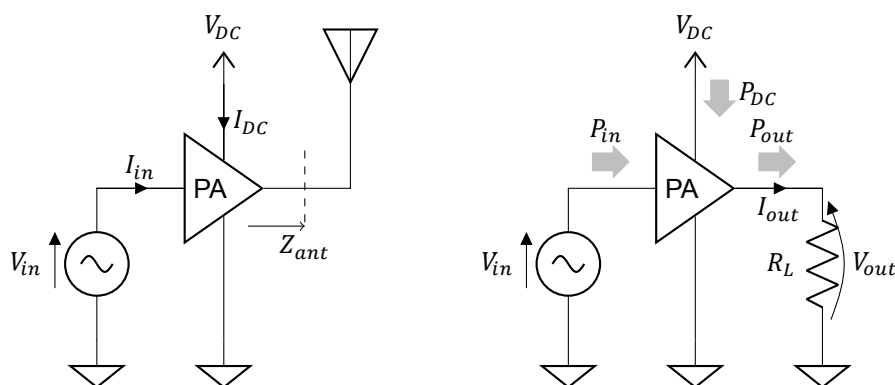 V_DC
I_DC
I_in
PA
V_in
Z_ant
V_DC
P_DC
P_in
P_out
PA
I_out
V_in
R_L
V_out